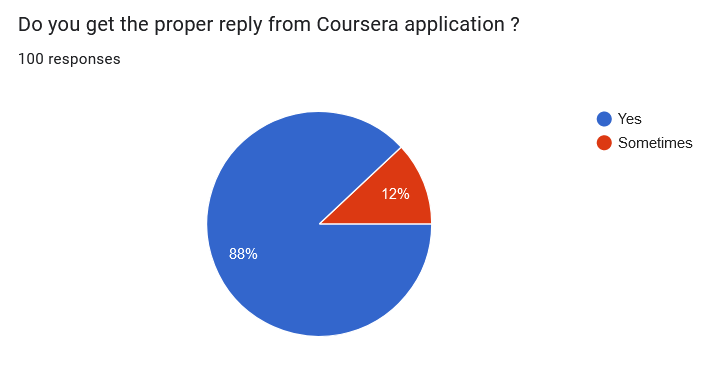 Do you get the proper reply from Coursera application ?
100 responses
Yes
Sometimes
12%
88%